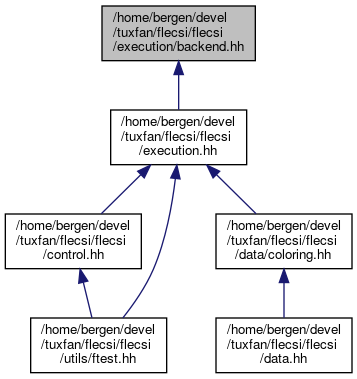 /home/bergen/devel
/tuxfan/flecsi/flecsi
/execution/backend.hh
/home/bergen/devel
/tuxfan/flecsi/flecsi
/execution.hh
/home/bergen/devel
/tuxfan/flecsi/flecsi
/control.hh
/home/bergen/devel
/tuxfan/flecsi/flecsi
/data/coloring.hh
/home/bergen/devel
/tuxfan/flecsi/flecsi
/utils/ftest.hh
/home/bergen/devel
/tuxfan/flecsi/flecsi
/data.hh